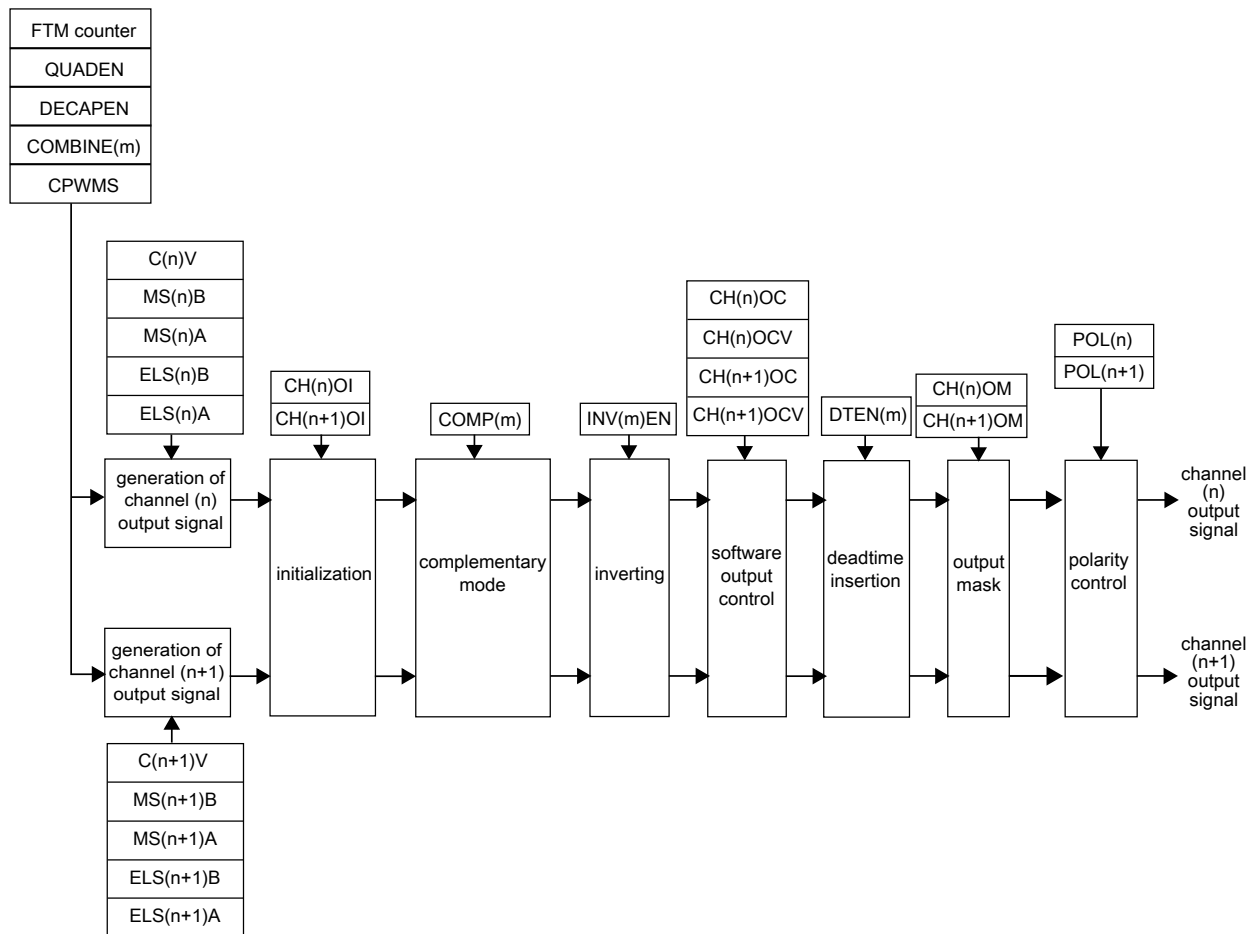 FTM counter
QUADEN
DECAPEN
COMBINE(m)
CPWMS
C(n)V
MS(n)B
MS(n)A
ELS(n)B
ELS(n)A
generation of
channel (n)
output signal
generation of
channel (n+1)
output signal
C(n+1)V
MS(n+1)B
MS(n+1)A
ELS(n+1)B
ELS(n+1)A
CH(n)OI
CH(n+1)OI
initialization
COMP(m)
complementary
mode
INV(m)EN
inverting
CH(n)OC
CH(n)OCV
CH(n+1)OC
CH(n+1)OCV
software
output
control
DTEN(m)
deadtime
insertion
CH(n)OM
CH(n+1)OM
output
mask
POL(n)
POL(n+1)
polarity
control
channel
(n)
output
signal
channel
(n+1)
output
signal